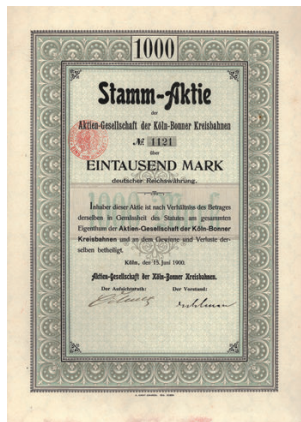 1000
Stamm-Aktie
der
Aktien-Gesellschaft der Köln-Bonner Kreisbahnen
№ 1121
über
EINTAUSEND MARK
deutscher Reichswährung.
Inhaber dieser Aktie ist nach Verhältniss des Betrages
derselben in Gemässheit des Statuts am gesammten
Eigenthum der Aktien-Gesellschaft der Köln-Bonner
Kreisbahnen und an dem Gewinne und Verluste der-
selben betheiligt.
Köln, den 15. Juni 1900.
Aktien-Gesellschaft der Köln-Bonner Kreisbahnen.
Der Aufsichtsrath: Der Vorstand: